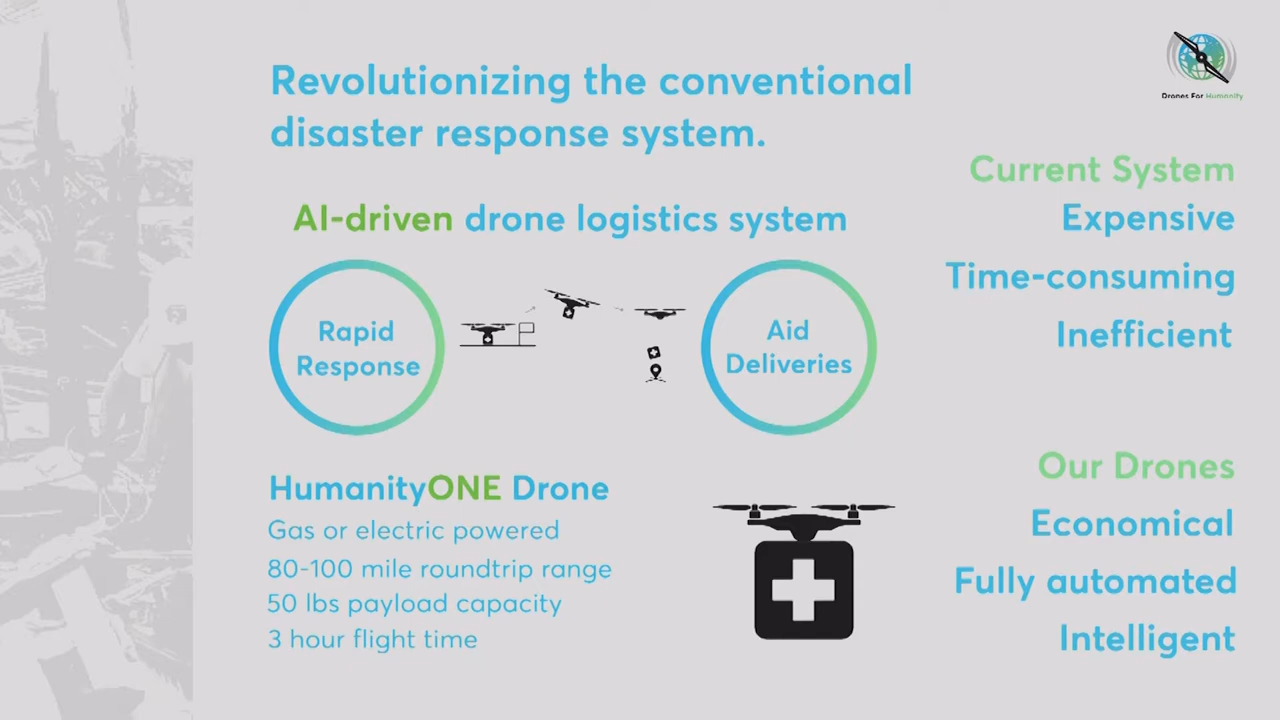 Revolutionizing the conventional
disaster response system.
AI-driven drone logistics system
Rapid
Response
Aid
Deliveries
HumanityONE Drone
Gas or electric powered
80-100 mile roundtrip range
50 lbs payload capacity
3 hour flight time
Drones For Humanity
Current System
Expensive
Time-consuming
Inefficient
Our Drones
Economical
Fully automated
Intelligent